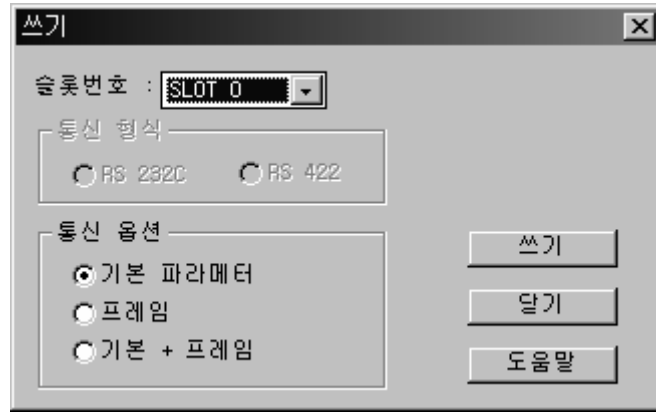 쓰기
슬롯번호 : SLOT 0
통신 형식
RS 232C RS 422
통신 옵션
기본 파라메터
프레임
기본 + 프레임
쓰기
닫기
도움말